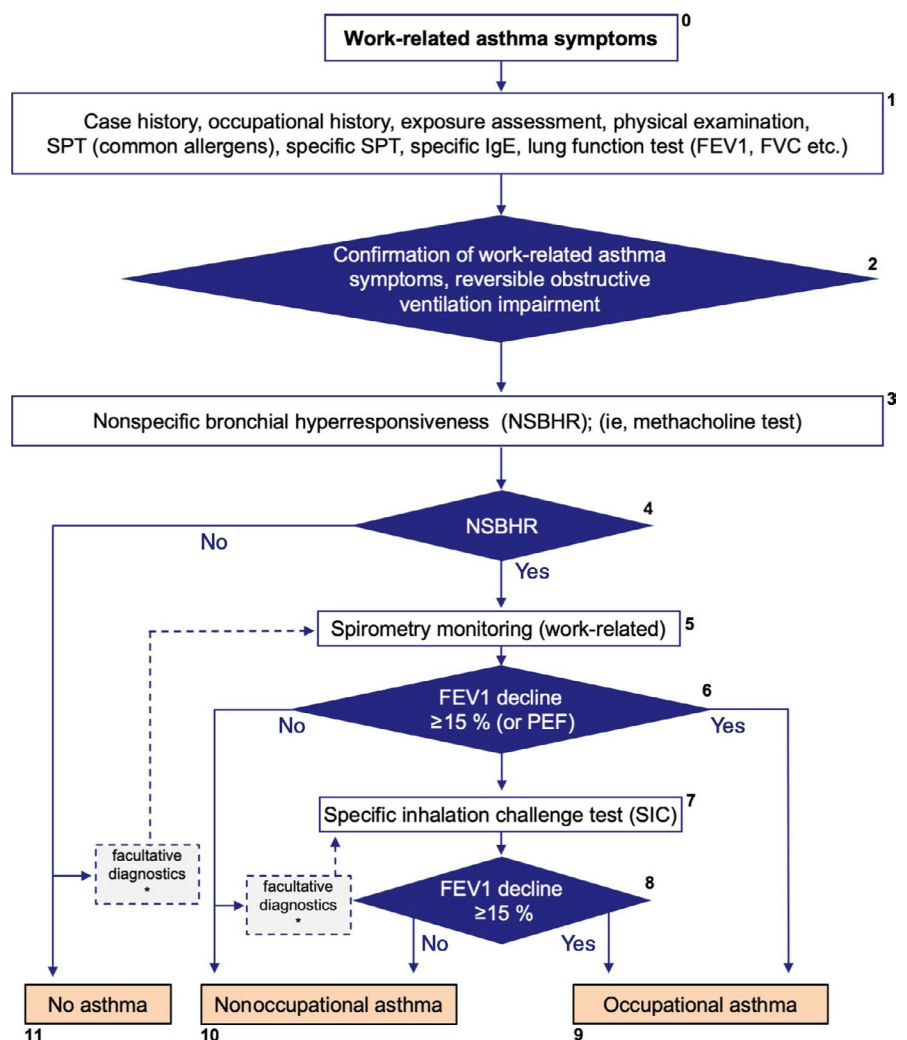 Work-related asthma symptoms
0
1
Case history, occupational history, exposure assessment, physical examination,
SPT (common allergens), specific SPT, specific IgE, lung function test (FEV1, FVC etc.)
Confirmation of work-related asthma
symptoms, reversible obstructive
ventilation impairment
2
3
Nonspecific bronchial hyperresponsiveness (NSBHR); (ie, methacholine test)
NSBHR
4
No
Yes
Spirometry monitoring (work-related)
5
FEV1 decline
≥15 % (or PEF)
6
No
Yes
Specific inhalation challenge test (SIC)
7
facultative
diagnostics
*
facultative
diagnostics
*
FEV1 decline
≥15 %
8
No
Yes
No asthma
11
Nonoccupational asthma
10
Occupational asthma
9